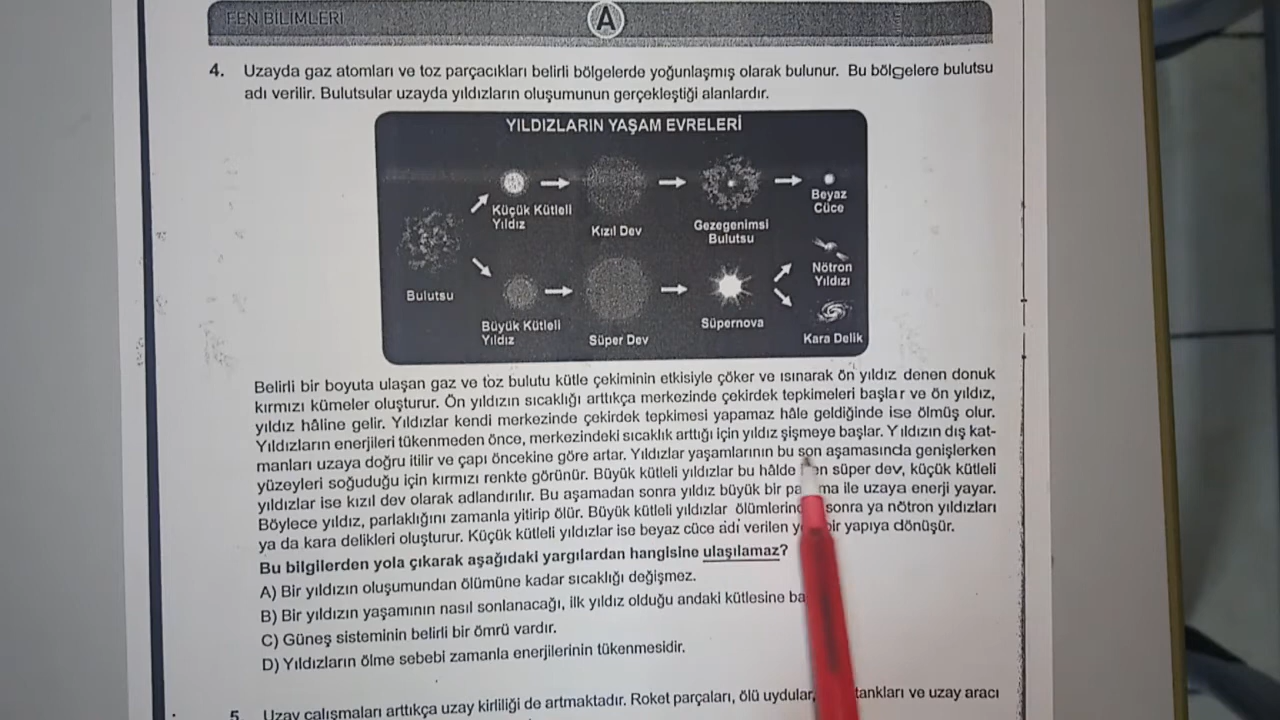 FEN BİLİMLERİ
A
4. Uzayda gaz atomları ve toz parçacıkları belirli bölgelerde yoğunlaşmış olarak bulunur. Bu bölgelere bulutsu
adı verilir. Bulutsular uzayda yıldızların oluşumunun gerçekleştiği alanlardır.
YILDIZLARIN YAŞAM EVRELERİ
Küçük Kütleli
Yıldız
Kızıl Dev
Gezegenimsi
Bulutsu
Beyaz
Cüce
Bulutsu
Büyük Kütleli
Yıldız
Süper Dev
Süpernova
Nötron
Yıldızı
Kara Delik
Belirli bir boyuta ulaşan gaz ve toz bulutu kütle çekiminin etkisiyle çöker ve ısınarak ön yıldız denen donuk
kırmızı kümeler oluşturur. Ön yıldızın sıcaklığı arttıkça merkezinde çekirdek tepkimeleri başlar ve ön yıldız,
yıldız hâline gelir. Yıldızlar kendi merkezinde çekirdek tepkimesi yapamaz hâle geldiğinde ise ölmüş olur.
Yıldızların enerjileri tükenmeden önce, merkezindeki sıcaklık arttığı için yıldız şişmeye başlar. Yıldızın dış kat-
manları uzaya doğru itilir ve çapı öncekine göre artar. Yıldızlar yaşamlarının bu son aşamasında genişlerken
yüzeyleri soğuduğu için kırmızı renkte görünür. Büyük kütleli yıldızlar bu hâlde süper dev, küçük kütleli
yıldızlar ise kızıl dev olarak adlandırılır. Bu aşamadan sonra yıldız büyük bir ile uzaya enerji yayar.
Böylece yıldız, parlaklığını zamanla yitirip ölür. Büyük kütleli yıldızlar sonra ya nötron yıldızları
ya da kara delikleri oluşturur. Küçük kütleli yıldızlar ise beyaz cüce adı verilen bir yapıya dönüşür.
Bu bilgilerden yola çıkarak aşağıdaki yargılardan hangisine ulaşılamaz?
A) Bir yıldızın oluşumundan ölümüne kadar sıcaklığı değişmez.
B) Bir yıldızın yaşamının nasıl sonlanacağı, ilk yıldız olduğu andaki kütlesine
C) Güneş sisteminin belirli bir ömrü vardır.
D) Yıldızların ölme sebebi zamanla enerjilerinin tükenmesidir.
5. Uzay çalışmaları arttıkça uzay kirliliği de artmaktadır. Roket parçaları, ölü uydular, tankları ve uzay aracı